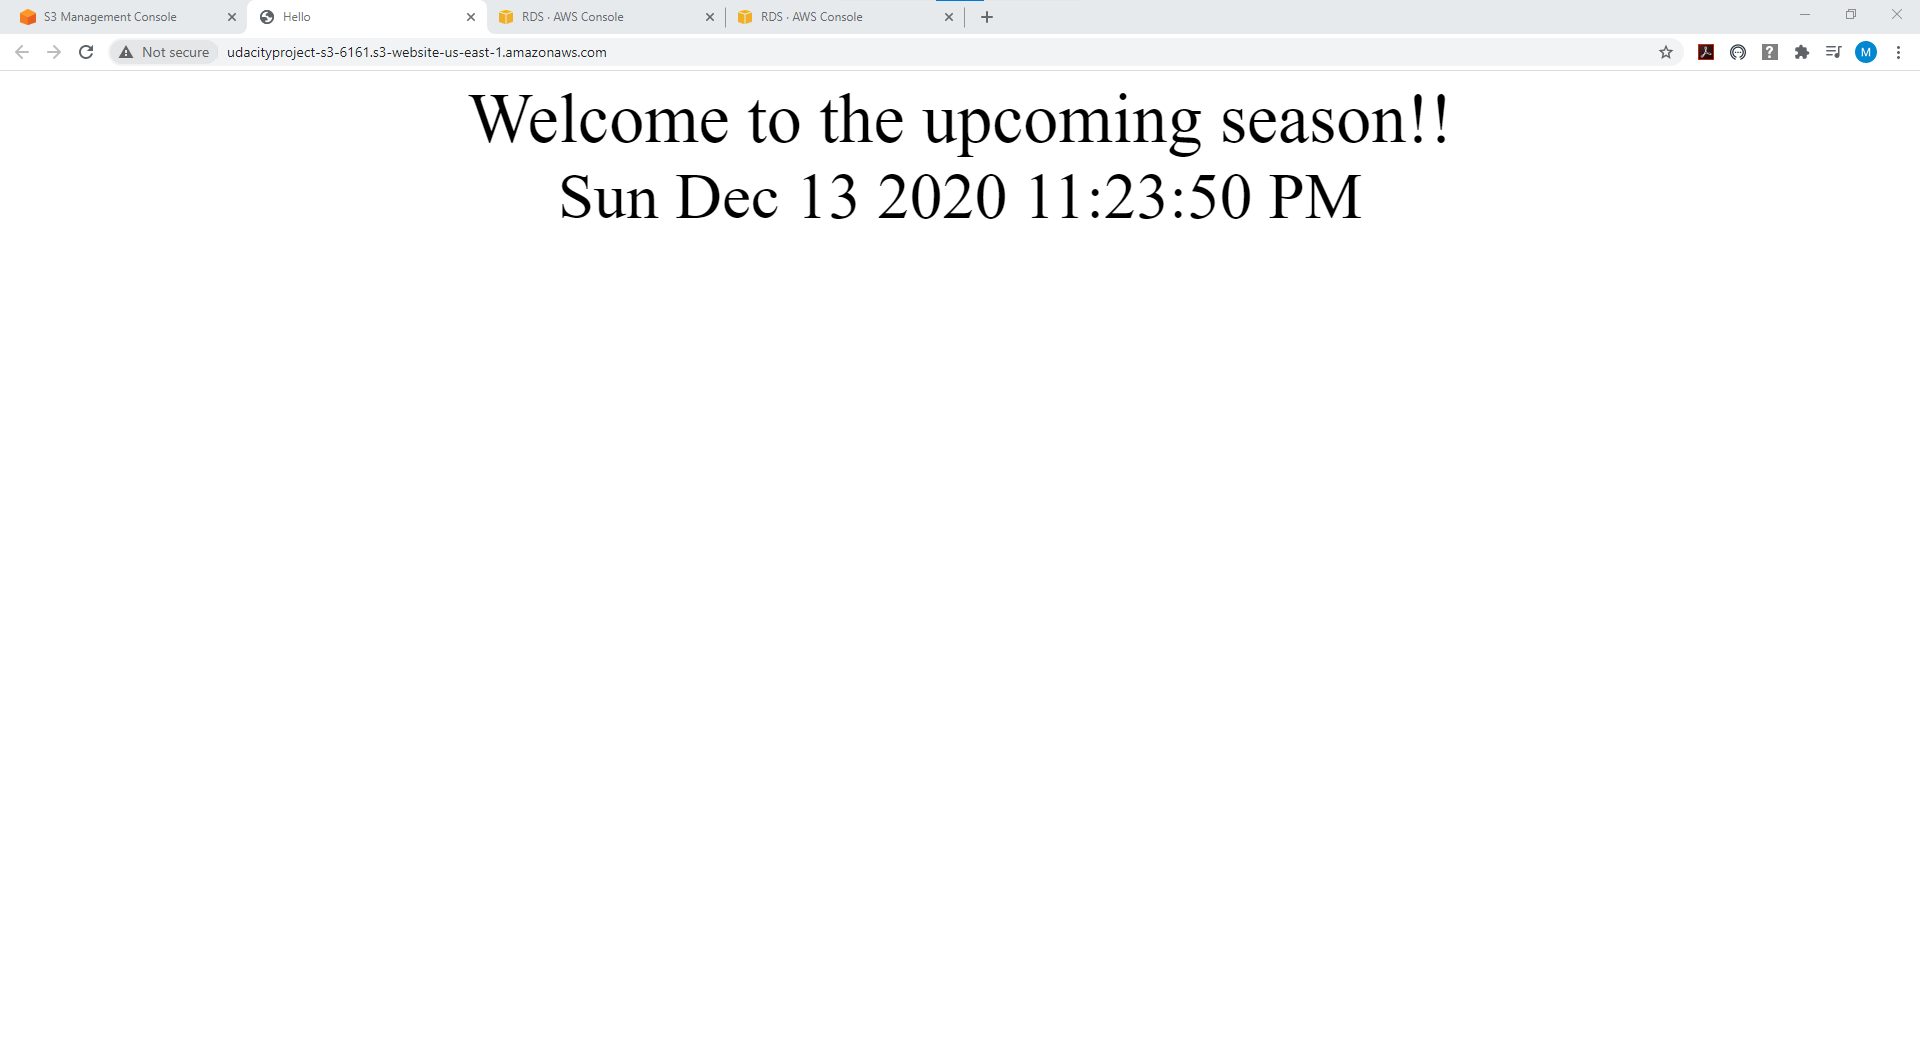 S3 Management Console
Hello
RDS · AWS Console
RDS · AWS Console
Not secure
udacityproject-s3-6161.s3-website-us-east-1.amazonaws.com
M
Welcome to the upcoming season!!
Sun Dec 13 2020 11:23:50 PM